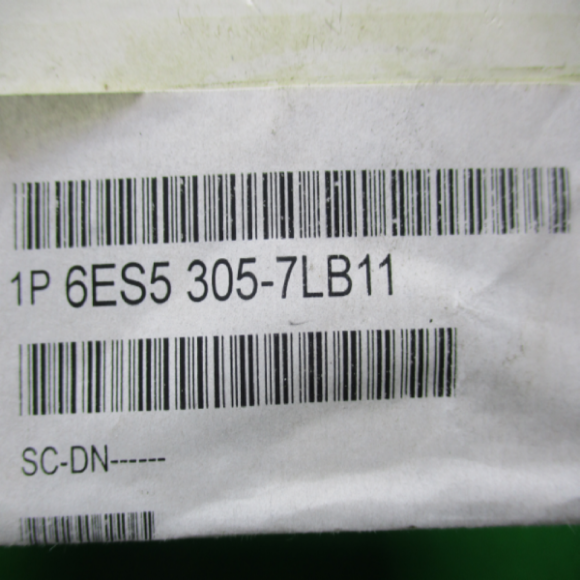 1P 6ES5 305-7LB11
SC-DN------